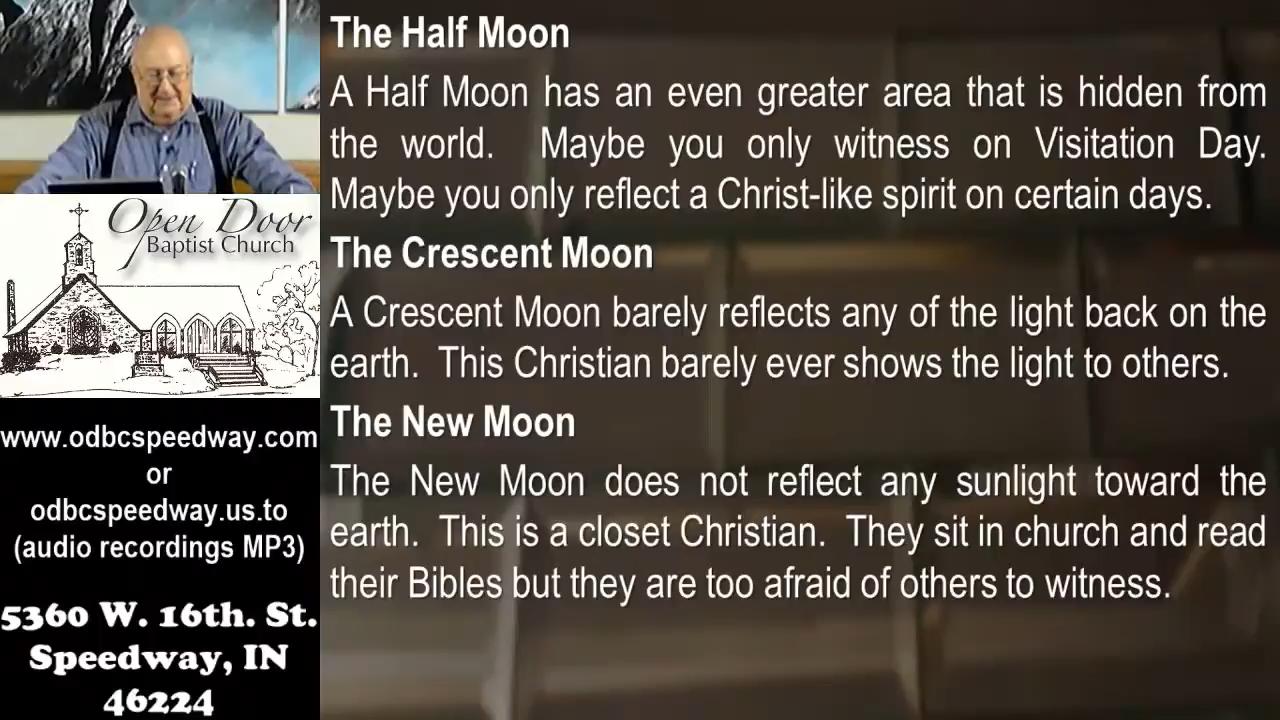 The Half Moon
A Half Moon has an even greater area that is hidden from
the world. Maybe you only witness on Visitation Day.
Maybe you only reflect a Christ-like spirit on certain days.
The Crescent Moon
A Crescent Moon barely reflects any of the light back on the
earth. This Christian barely ever shows the light to others.
The New Moon
The New Moon does not reflect any sunlight toward the
earth. This is a closet Christian. They sit in church and read
their Bibles but they are too afraid of others to witness.
Open Door
Baptist Church
www.odbcspeedway.com
or
odbcspeedway.us.to
(audio recordings MP3)
5360 W. 16th. St.
Speedway, IN
46224